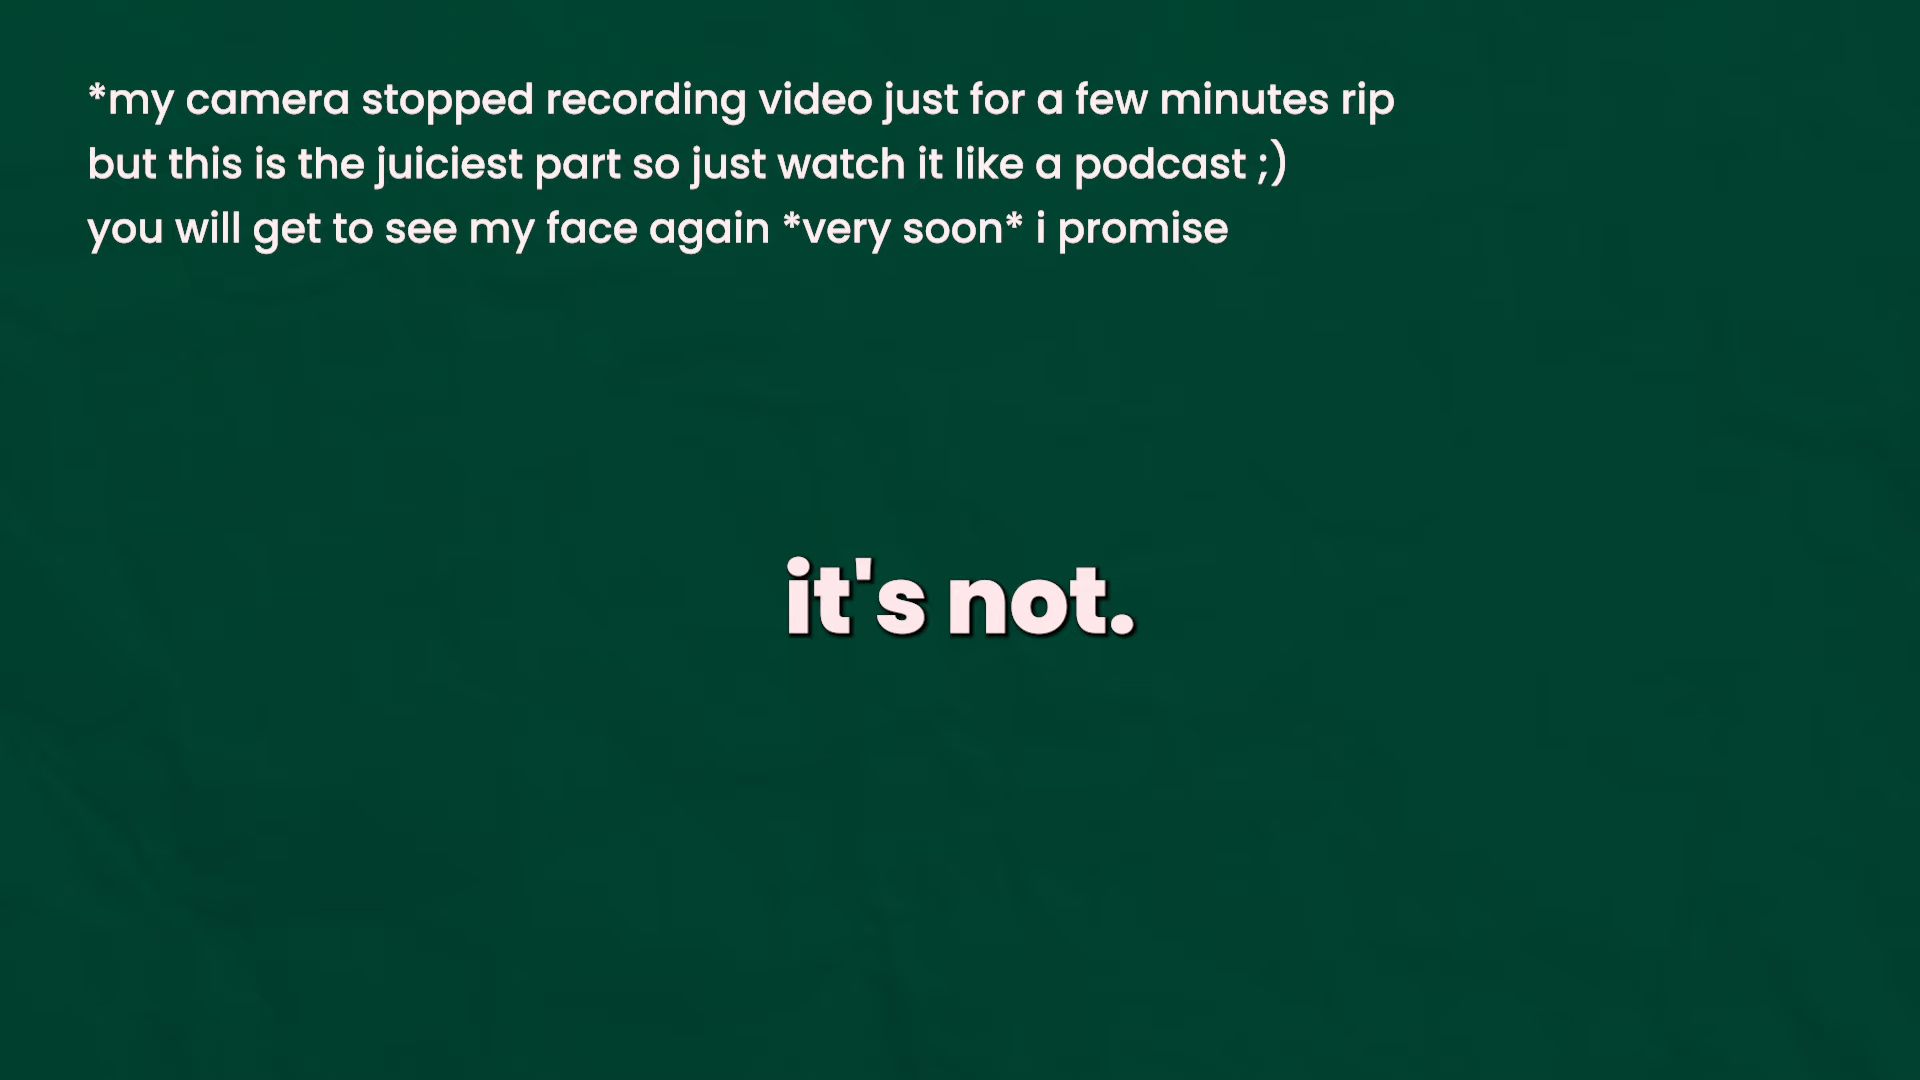 *my camera stopped recording video just for a few minutes rip
but this is the juiciest part so just watch it like a podcast ;)
you will get to see my face again *very soon* i promise
it's not.